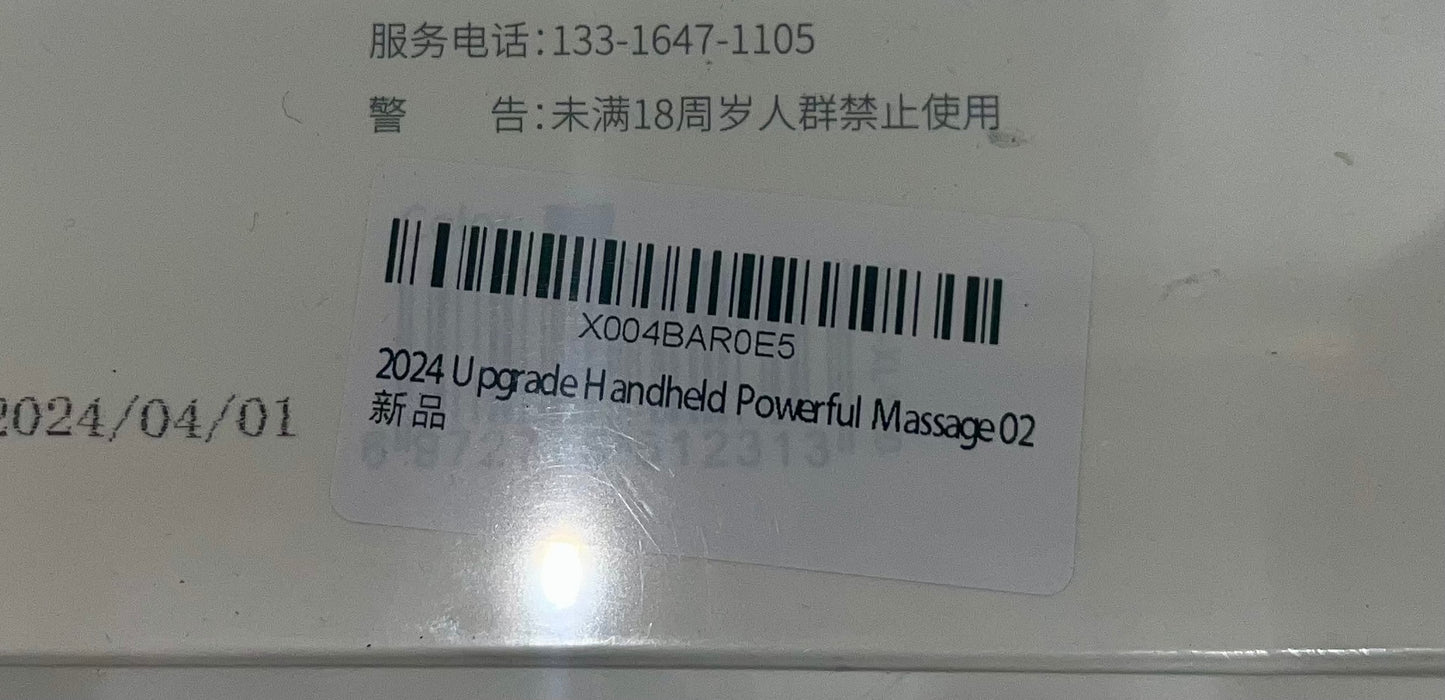 服务电话:133-1647-1105
警 告:未满18周岁人群禁止使用
X004BAR0E5
2024 Upgrade Handheld Powerful Massage 02
新品
2024/04/01